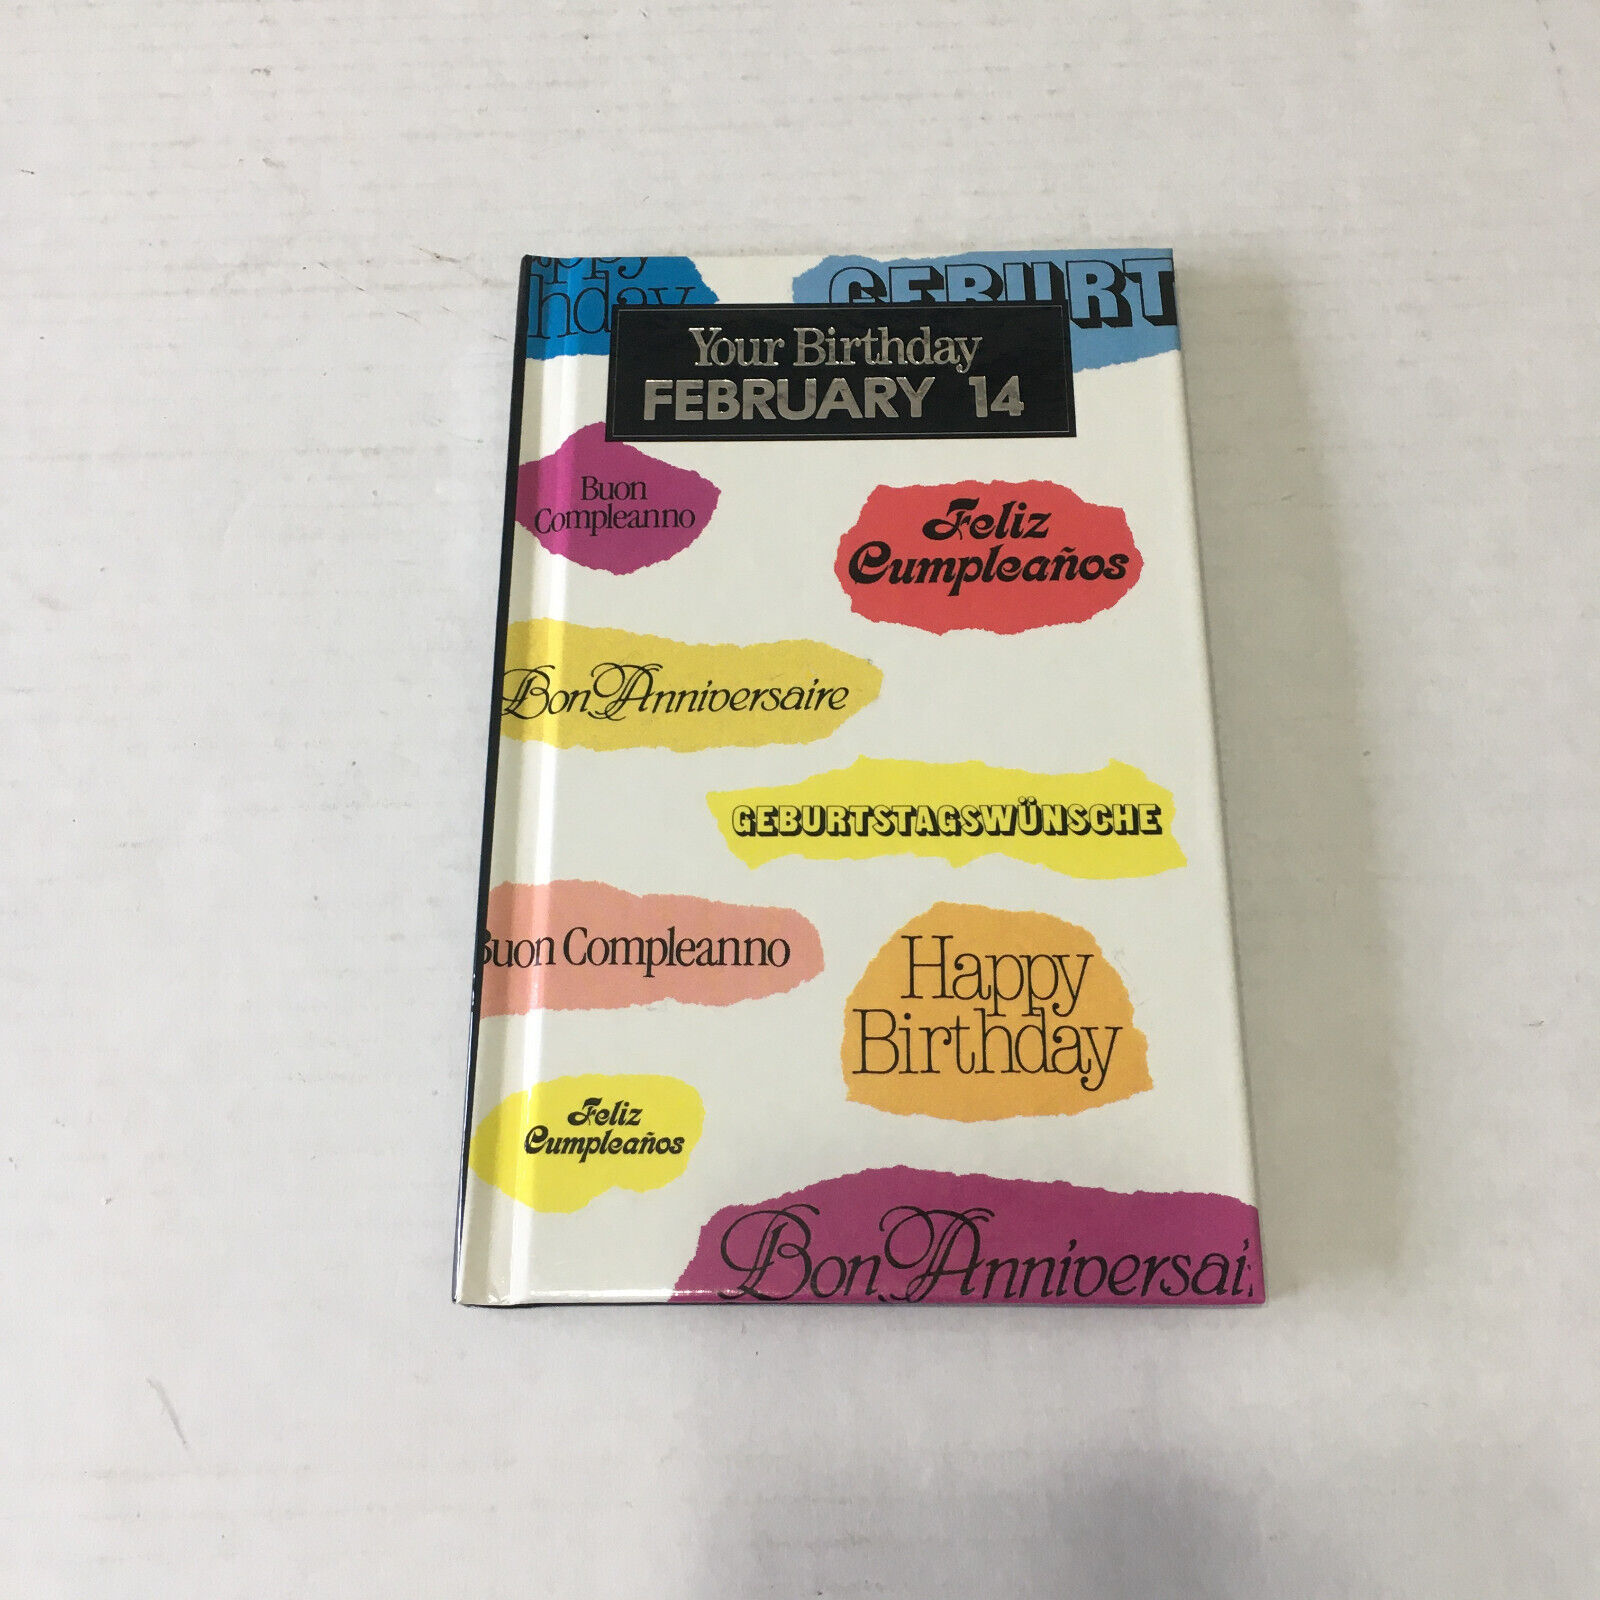 Your Birthday
FEBRUARY 14
Buon
Compleanno
Feliz
Cumpleaños
Bon Anniversaire
GEBURTSTAGSWÜNSCHE
Buon Compleanno
Happy
Birthday
Feliz
Cumpleaños
Bon Anniversai